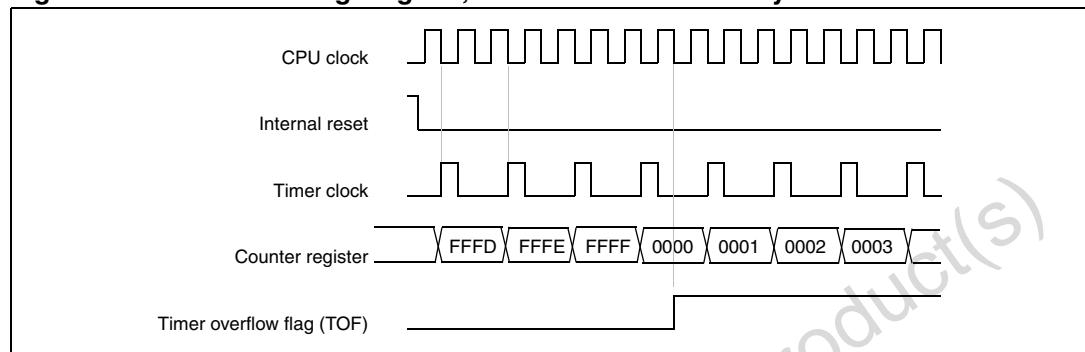 CPU clock
Internal reset
Timer clock
Counter register
FFFD FFFE FFFF 0000 0001 0002 0003
Timer overflow flag (TOF)